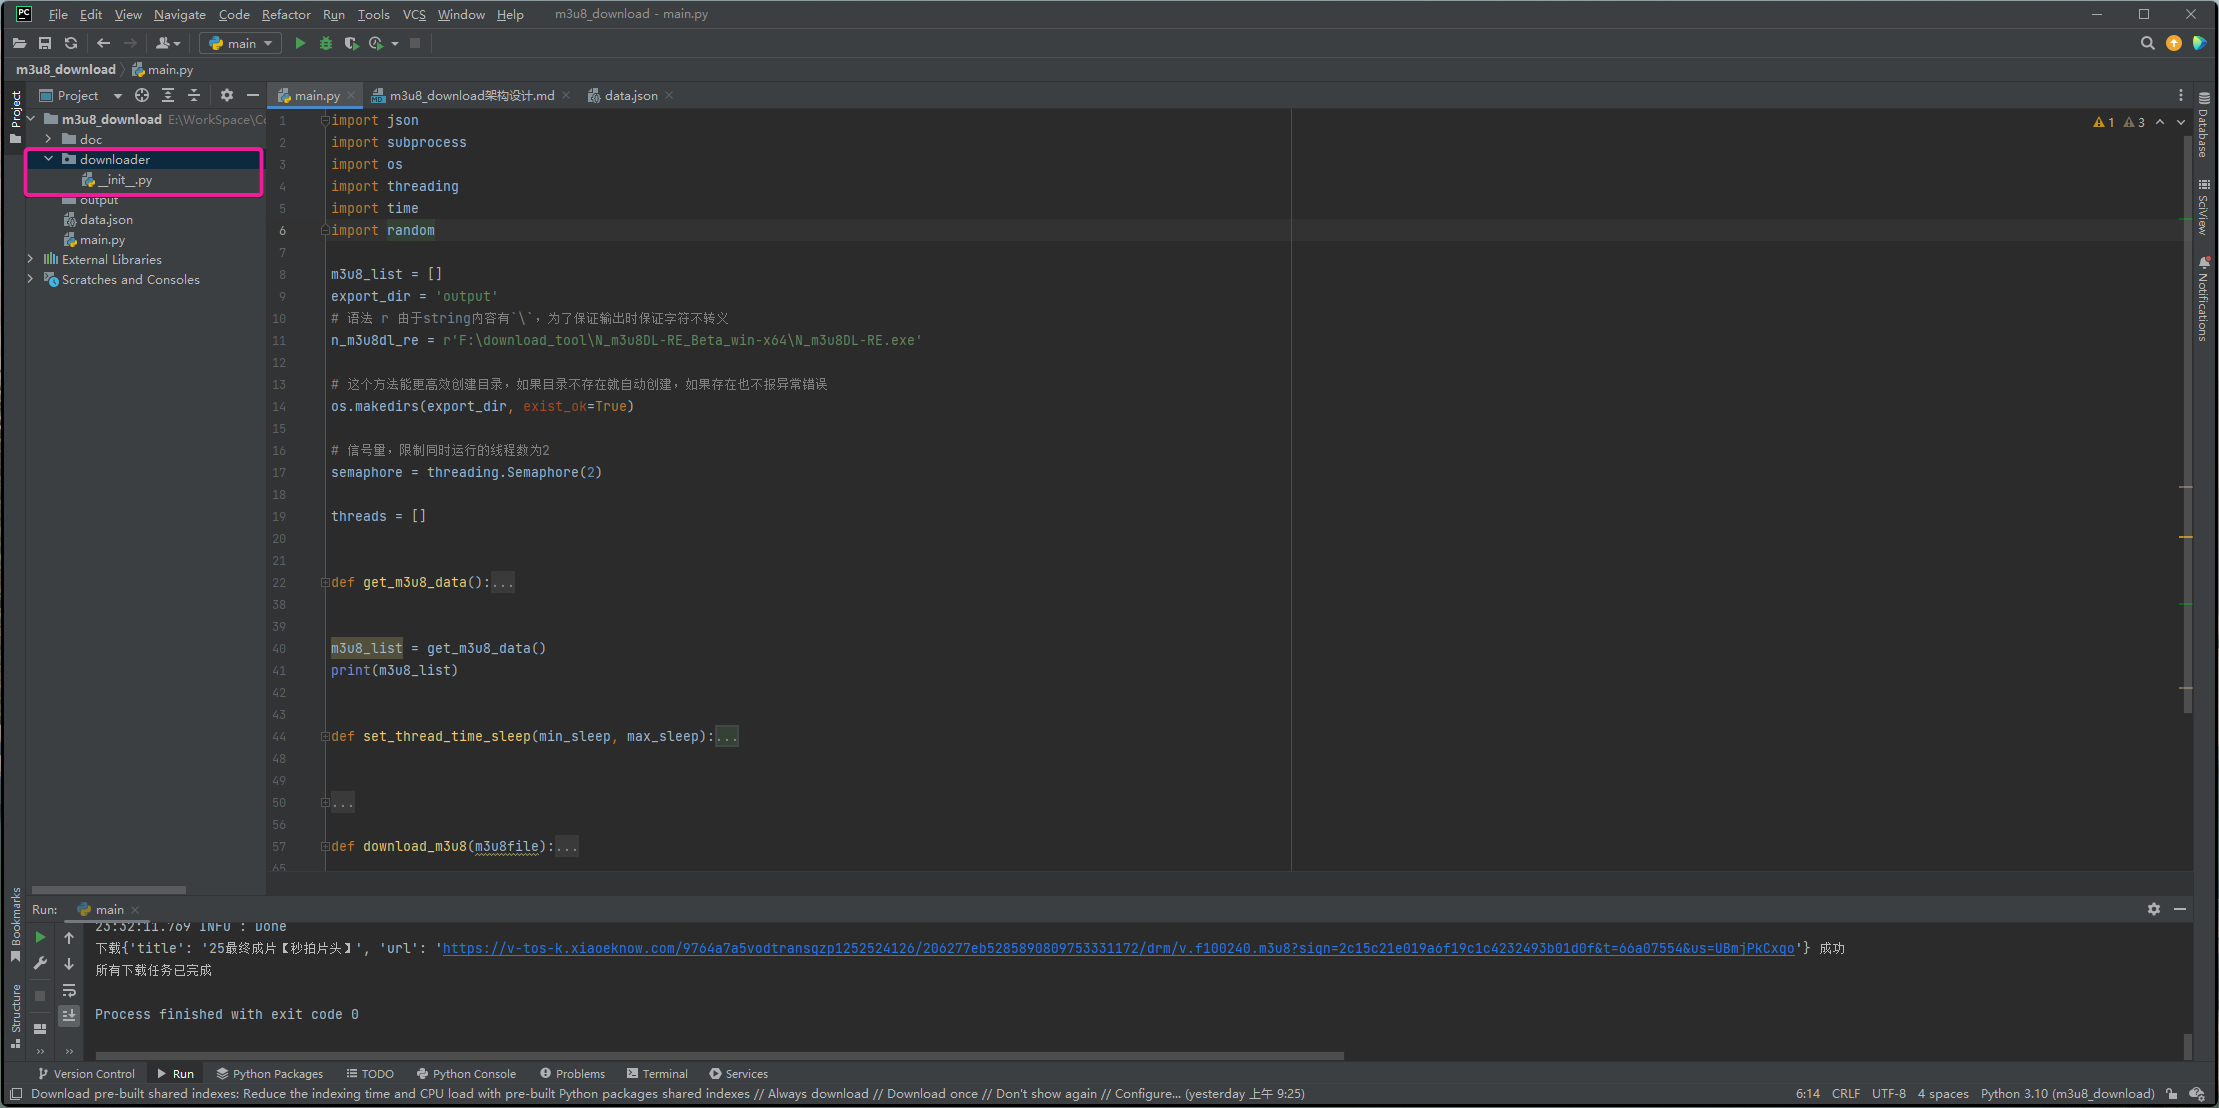 PC File Edit View Navigate Code Refactor Run Tools VCS Window Help m3u8_download - main.py
main
m3u8_download main.py
Project main.py m3u8_download架构设计.md data.json
Project
m3u8_download E:\WorkSpace\Co
doc
downloader
__init__.py
output
data.json
main.py
External Libraries
Scratches and Consoles
1 import json
2 import subprocess
3 import os
4 import threading
5 import time
6 import random
7
8 m3u8_list = []
9 export_dir = 'output'
10 # 语法 r 由于string内容有`\`，为了保证输出时保证字符不转义
11 n_m3u8dl_re = r'F:\download_tool\N_m3u8DL-RE_Beta_win-x64\N_m3u8DL-RE.exe'
12
13 # 这个方法能更高效创建目录，如果目录不存在就自动创建，如果存在也不报异常错误
14 os.makedirs(export_dir, exist_ok=True)
15
16 # 信号量，限制同时运行的线程数为2
17 semaphore = threading.Semaphore(2)
18
19 threads = []
20
21
22 def get_m3u8_data():...
38
39
40 m3u8_list = get_m3u8_data()
41 print(m3u8_list)
42
43
44 def set_thread_time_sleep(min_sleep, max_sleep):...
48
49
50 ...
56
57 def download_m3u8(m3u8file):...
65
1 3
Database
SciView
Notifications
Bookmarks
Structure
Run: main
23:32:11.769 INFO : Done
下载{'title': '25最终成片【秒拍片头】', 'url': 'https://v-tos-k.xiaoeknow.com/9764a7a5vodtransgzp1252524126/206277eb5285890809753331172/drm/v.f100240.m3u8?sign=2c15c21e019a6f19c1c4232493b01d0f&t=66a07554&us=UBmjPkCxqo'} 成功
所有下载任务已完成
Process finished with exit code 0
Version Control Run Python Packages TODO Python Console Problems Terminal Services
Download pre-built shared indexes: Reduce the indexing time and CPU load with pre-built Python packages shared indexes // Always download // Download once // Don't show again // Configure... (yesterday 上午 9:25) 6:14 CRLF UTF-8 4 spaces Python 3.10 (m3u8_download)